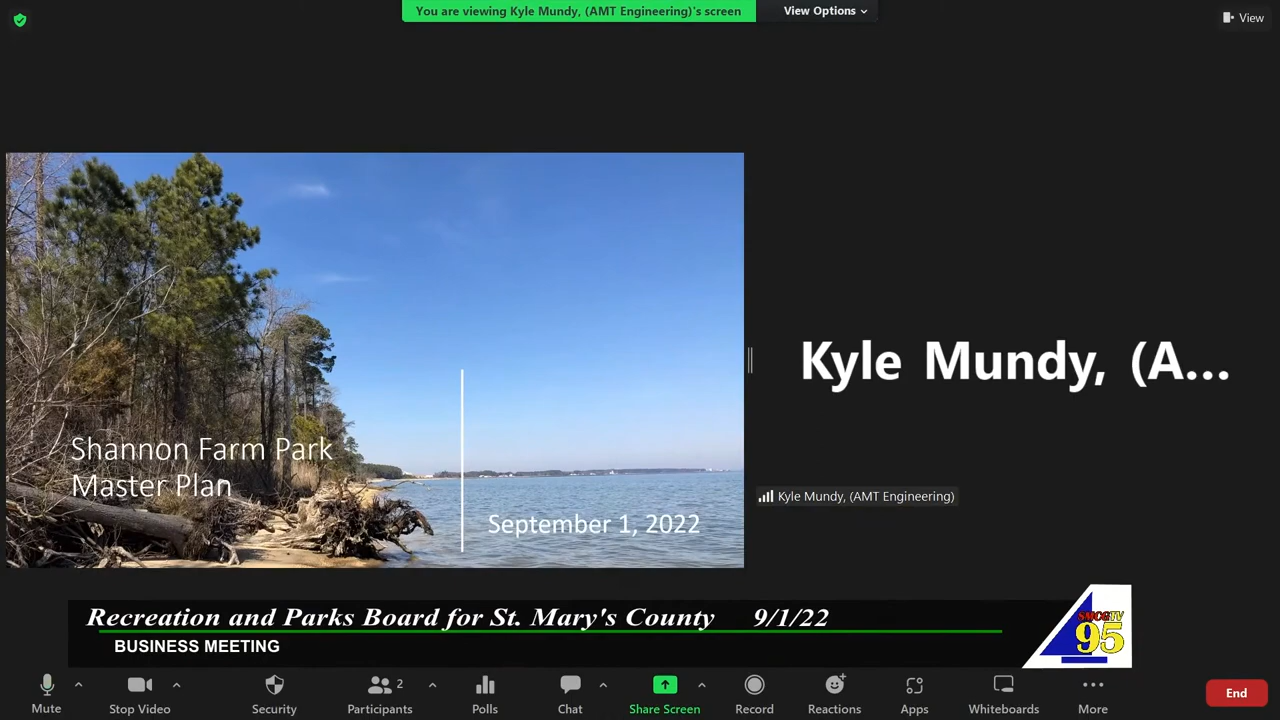 You are viewing Kyle Mundy, (AMT Engineering)'s screen
View Options
View
Kyle Mundy, (A...
Shannon Farm Park
Master Plan
September 1, 2022
Kyle Mundy, (AMT Engineering)
Recreation and Parks Board for St. Mary's County 9/1/22
BUSINESS MEETING
SMCGTV
95
Mute
Stop Video
Security
2
Participants
Polls
Chat
Share Screen
Record
Reactions
Apps
Whiteboards
More
End